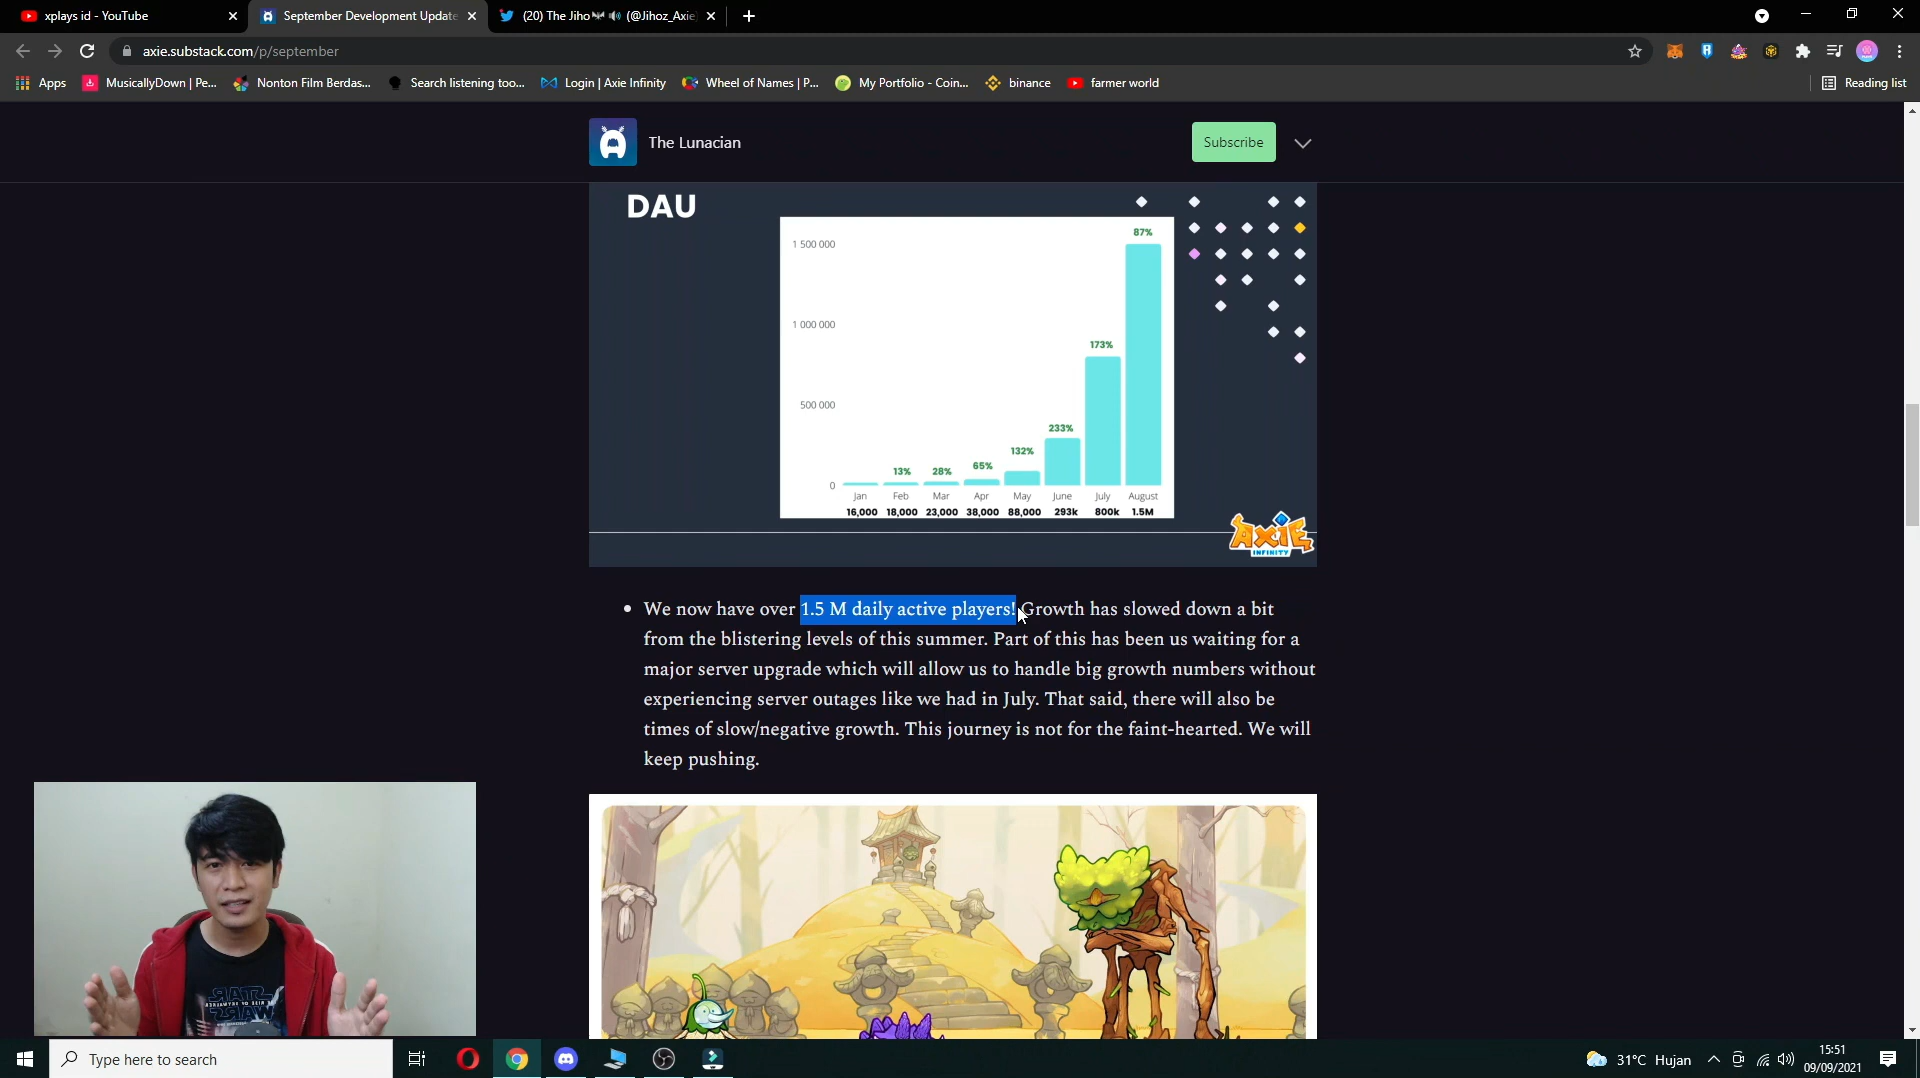 xplays id - YouTube
September Development Update
(20) The Jiho (@Jihoz_Axie
axie.substack.com/p/september
Apps
MusicallyDown | Pe...
Nonton Film Berdas...
Search listening too...
Login | Axie Infinity
Wheel of Names | P...
My Portfolio - Coin...
binance
farmer world
Reading list
The Lunacian
Subscribe
DAU
1 500 000
1 000 000
500 000
0
13%
28%
65%
132%
233%
173%
87%
Jan Feb Mar Apr May June July August
16,000 18,000 23,000 38,000 88,000 293k 800k 1.5M
AXIE
INFINITY
• We now have over 1.5 M daily active players! Growth has slowed down a bit
from the blistering levels of this summer. Part of this has been us waiting for a
major server upgrade which will allow us to handle big growth numbers without
experiencing server outages like we had in July. That said, there will also be
times of slow/negative growth. This journey is not for the faint-hearted. We will
keep pushing.
STAR
WARS
Type here to search
31°C Hujan
15:51
09/09/2021